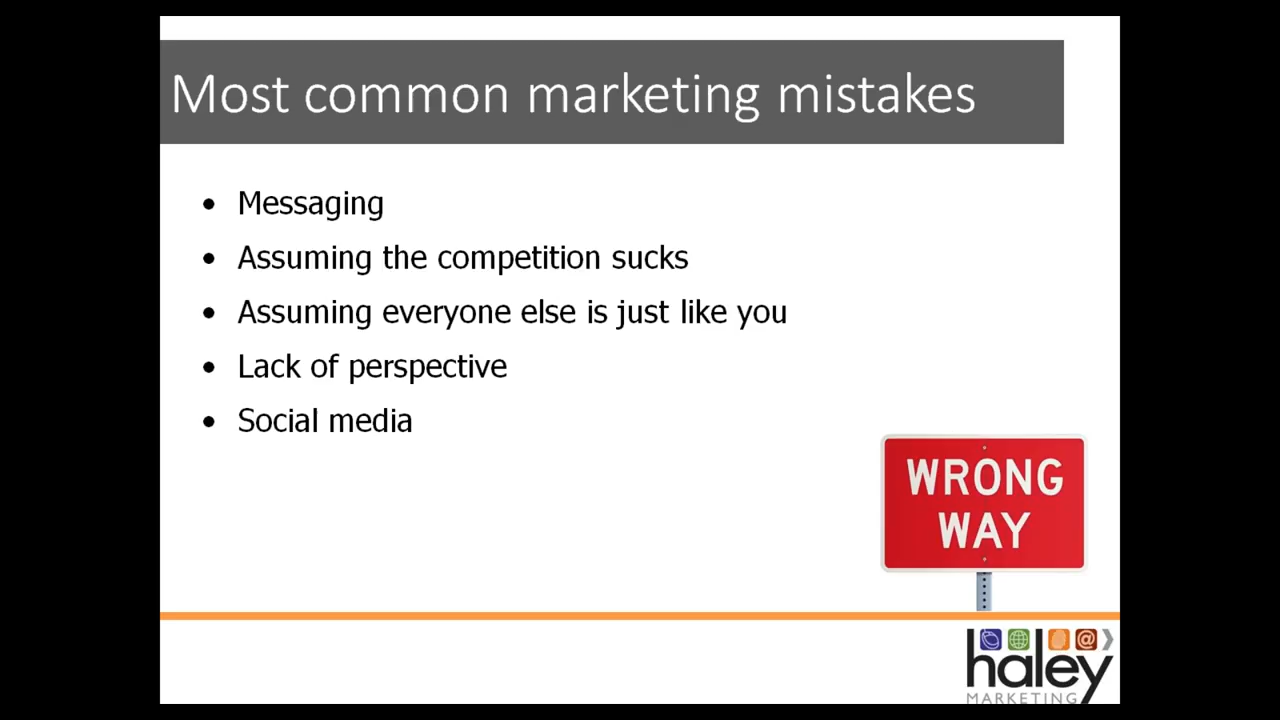 Most common marketing mistakes
• Messaging
• Assuming the competition sucks
• Assuming everyone else is just like you
• Lack of perspective
• Social media
WRONG
WAY
@
haley
MARKETING